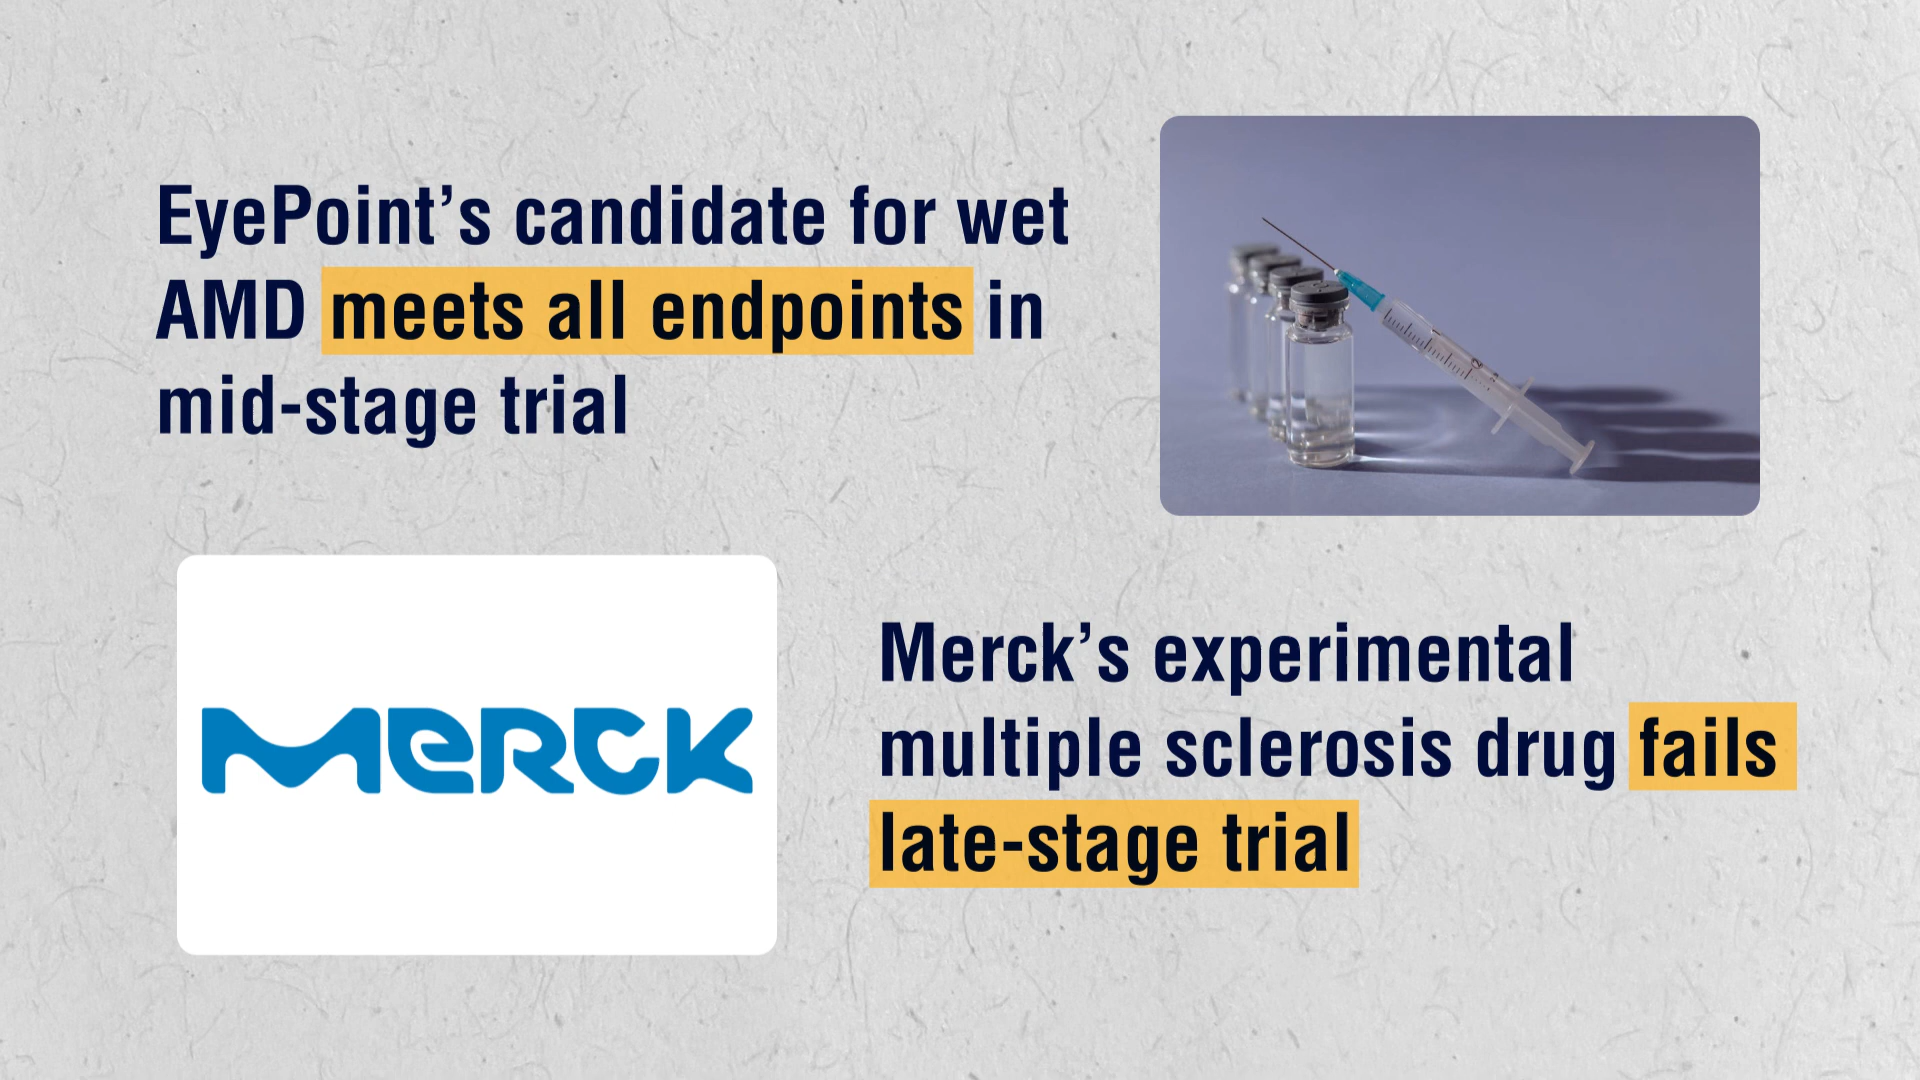 EyePoint’s candidate for wet
AMD meets all endpoints in
mid-stage trial
MERCK
Merck’s experimental
multiple sclerosis drug fails
late-stage trial